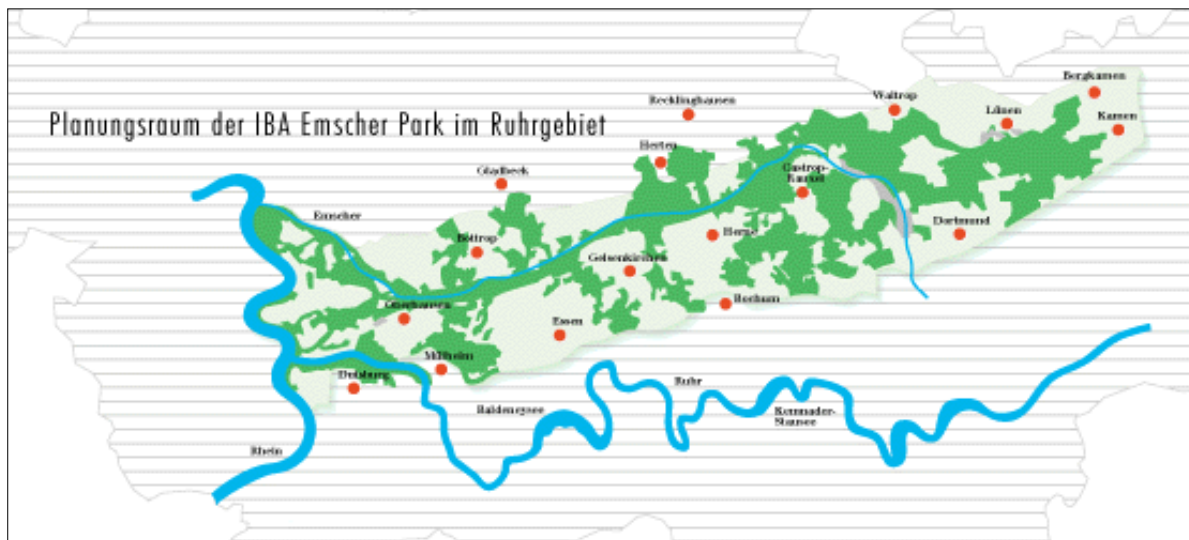 Planungsraum der IBA Emscher Park im Ruhrgebiet
Bergkamen
Recklinghausen
Waltrop
Lünen
Kamen
Herten
Gladbeck
Castrop-
Rauxel
Emscher
Dortmund
Herne
Bottrop
Gelsenkirchen
Oberhausen
Bochum
Essen
Mülheim
Duisburg
Ruhr
Baldeneysee
Kemnader-
Stausee
Rhein